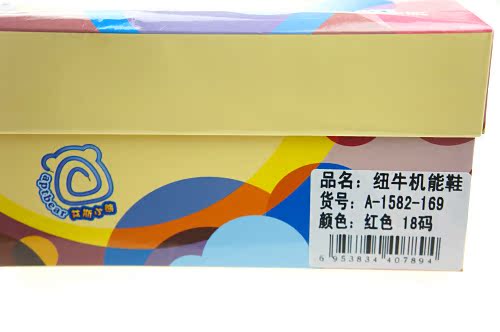 aptbear
品名：纽牛机能鞋
货号：A-1582-169
颜色：红色 18码
6 953834 407894